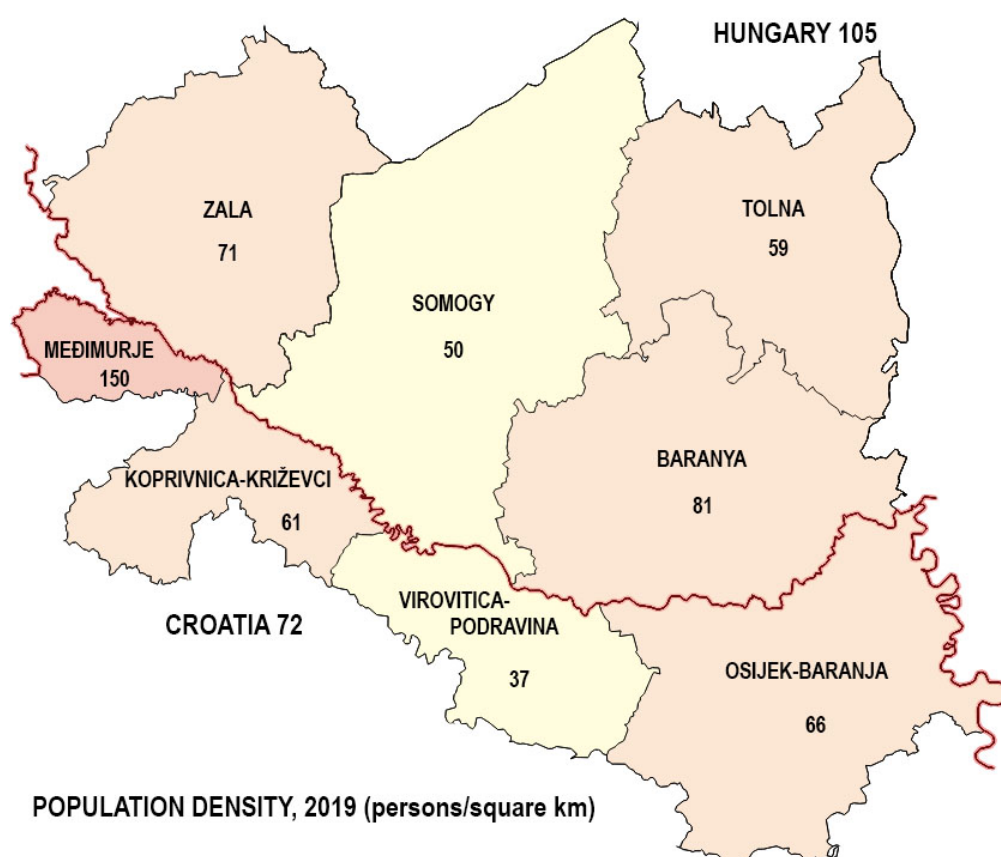 HUNGARY 105
ZALA
71
TOLNA
59
SOMOGY
50
MEĐIMURJE
150
BARANYA
81
KOPRIVNICA-KRIŽEVCI
61
VIROVITICA-
PODRAVINA
37
CROATIA 72
OSIJEK-BARANJA
66
POPULATION DENSITY, 2019 (persons/square km)